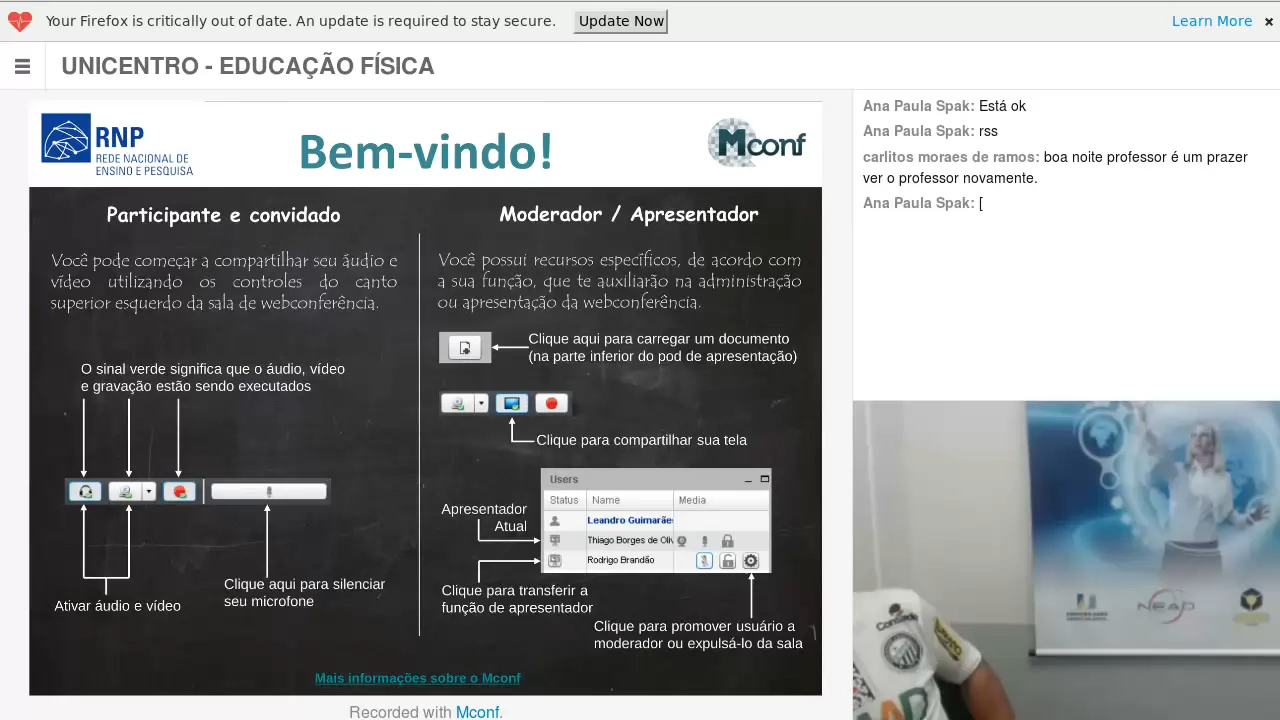 Your Firefox is critically out of date. An update is required to stay secure.
Update Now
Learn More
UNICENTRO - EDUCAÇÃO FÍSICA
RNP
REDE NACIONAL DE
ENSINO E PESQUISA
Bem-vindo!
Mconf
Participante e convidado
Você pode começar a compartilhar seu áudio e
vídeo utilizando os controles do canto
superior esquerdo da sala de webconferência.
O sinal verde significa que o áudio, vídeo
e gravação estão sendo executados
Ativar áudio e vídeo
Clique aqui para silenciar
seu microfone
Moderador / Apresentador
Você possui recursos específicos, de acordo com
a sua função, que te auxiliarão na administração
ou apresentação da webconferência.
Clique aqui para carregar um documento
(na parte inferior do pod de apresentação)
Clique para compartilhar sua tela
Users
Status Name Media
Leandro Guimarães
Thiago Borges de Oliv
Rodrigo Brandão
Apresentador
Atual
Clique para transferir a
função de apresentador
Clique para promover usuário a
moderador ou expulsá-lo da sala
Mais informações sobre o Mconf
Recorded with Mconf.
Ana Paula Spak: Está ok
Ana Paula Spak: rss
carlitos moraes de ramos: boa noite professor é um prazer
ver o professor novamente.
Ana Paula Spak: [
NEAD